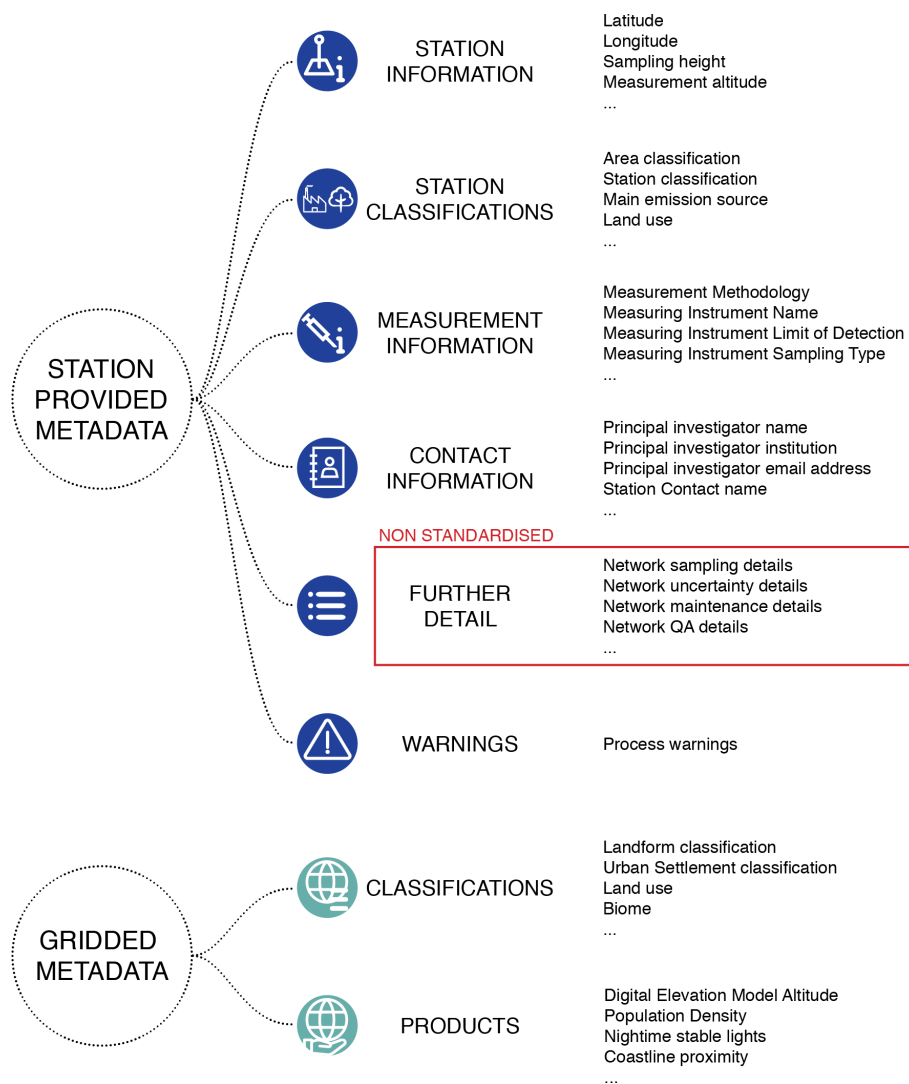 STATION
INFORMATION
Latitude
Longitude
Sampling height
Measurement altitude
...
STATION
CLASSIFICATIONS
Area classification
Station classification
Main emission source
Land use
...
STATION
PROVIDED
METADATA
MEASUREMENT
INFORMATION
Measurement Methodology
Measuring Instrument Name
Measuring Instrument Limit of Detection
Measuring Instrument Sampling Type
...
CONTACT
INFORMATION
Principal investigator name
Principal investigator institution
Principal investigator email address
Station Contact name
...
NON STANDARDISED
FURTHER
DETAIL
Network sampling details
Network uncertainty details
Network maintenance details
Network QA details
...
WARNINGS
Process warnings
GRIDDED
METADATA
CLASSIFICATIONS
Landform classification
Urban Settlement classification
Land use
Biome
...
PRODUCTS
Digital Elevation Model Altitude
Population Density
Nightime stable lights
Coastline proximity
...